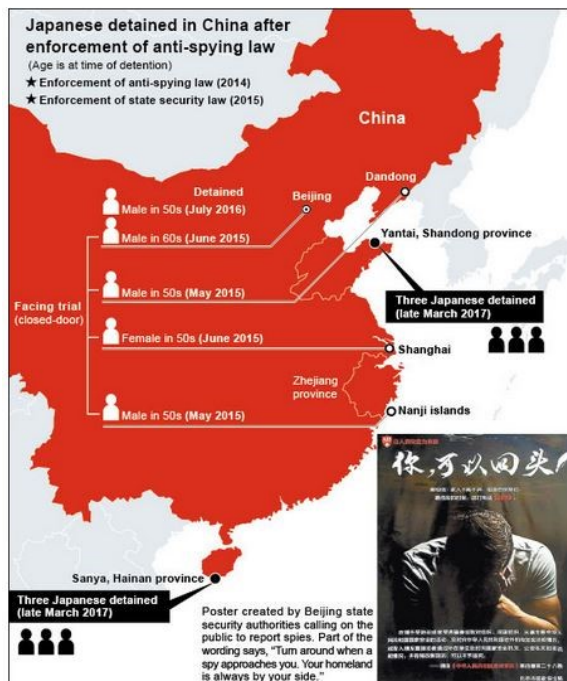 Japanese detained in China after
enforcement of anti-spying law
(Age is at time of detention)
★ Enforcement of anti-spying law (2014)
★ Enforcement of state security law (2015)
China
Dandong
Detained
Beijing
Male in 50s (July 2016)
Male in 60s (June 2015)
Yantai, Shandong province
Male in 50s (May 2015)
Three Japanese detained
(late March 2017)
Facing trial
(closed-door)
Female in 50s (June 2015)
Shanghai
Zhejiang
province
Male in 50s (May 2015)
Nanji islands
你,可以回头!
Sanya, Hainan province
Three Japanese detained
(late March 2017)
Poster created by Beijing state
security authorities calling on the
public to report spies. Part of the
wording says, “Turn around when a
spy approaches you. Your homeland
is always by your side.”